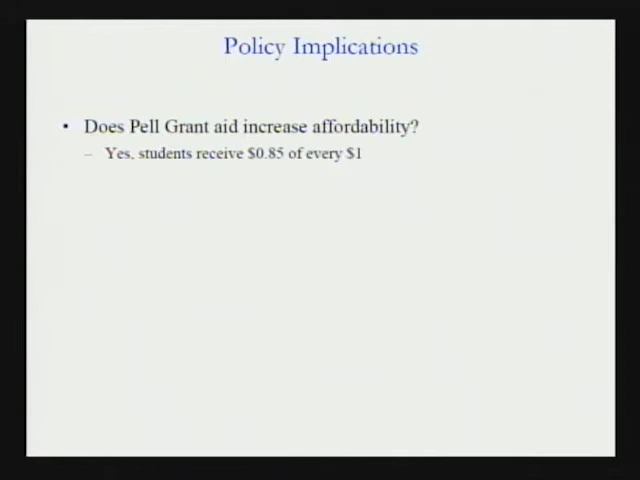 Policy Implications
• Does Pell Grant aid increase affordability?
– Yes, students receive $0.85 of every $1